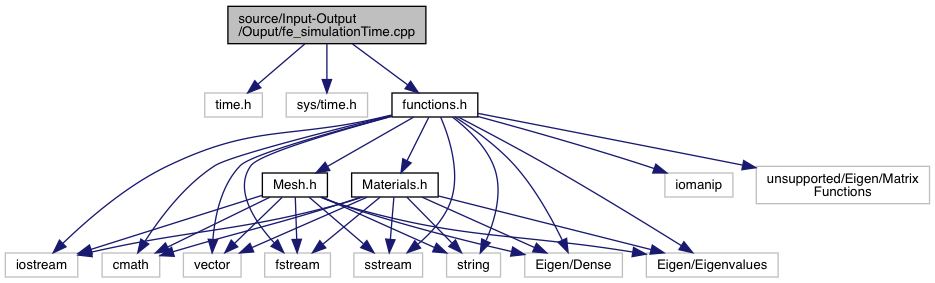 source/Input-Output
/Ouput/fe_simulationTime.cpp
time.h
sys/time.h
functions.h
Mesh.h
Materials.h
iomanip
unsupported/Eigen/Matrix
Functions
iostream
cmath
vector
fstream
sstream
string
Eigen/Dense
Eigen/Eigenvalues